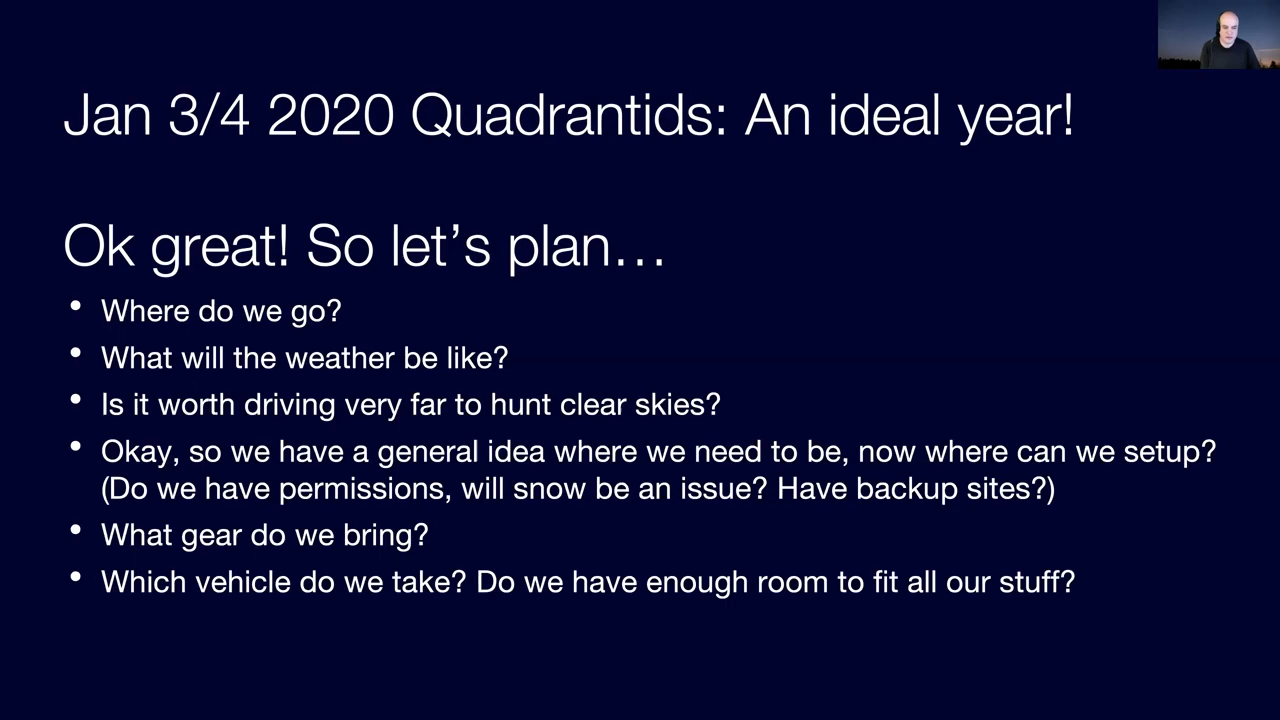 Jan 3/4 2020 Quadrantids: An ideal year!
Ok great! So let’s plan…
• Where do we go?
• What will the weather be like?
• Is it worth driving very far to hunt clear skies?
• Okay, so we have a general idea where we need to be, now where can we setup?
(Do we have permissions, will snow be an issue? Have backup sites?)
• What gear do we bring?
• Which vehicle do we take? Do we have enough room to fit all our stuff?